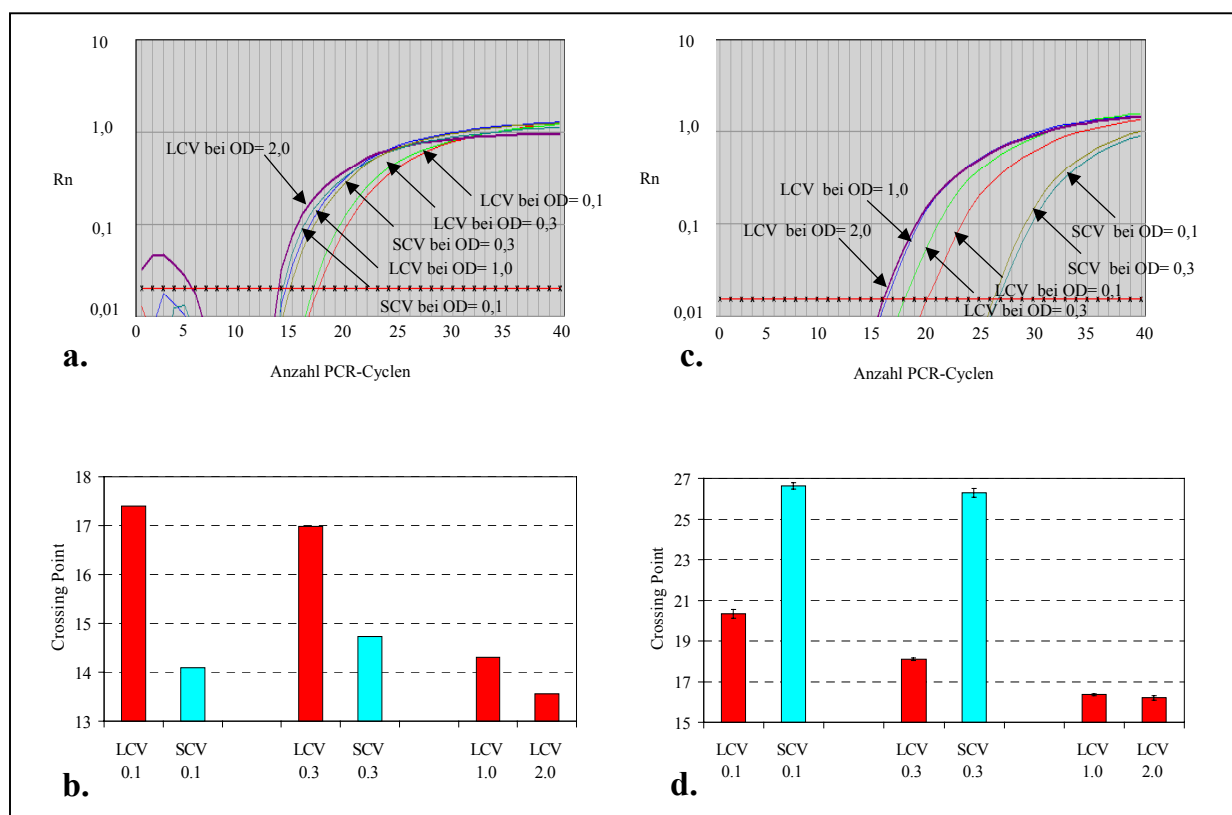 10
1,0
0,1
0,01
Rn
LCV bei OD= 2,0
LCV bei OD= 0,1
LCV bei OD= 0,3
SCV bei OD= 0,3
LCV bei OD= 1,0
SCV bei OD= 0,1
0 5 10 15 20 25 30 35 40
Anzahl PCR-Cyclen
a.
10
1,0
0,1
0,01
Rn
LCV bei OD= 1,0
LCV bei OD= 2,0
SCV bei OD= 0,1
SCV bei OD= 0,3
LCV bei OD= 0,1
LCV bei OD= 0,3
0 5 10 15 20 25 30 35 40
Anzahl PCR-Cyclen
c.
18
17
16
15
14
13
Crossing Point
LCV SCV LCV SCV LCV LCV
0.1 0.1 0.3 0.3 1.0 2.0
b.
27
25
23
21
19
17
15
Crossing Point
LCV SCV LCV SCV LCV LCV
0.1 0.1 0.3 0.3 1.0 2.0
d.